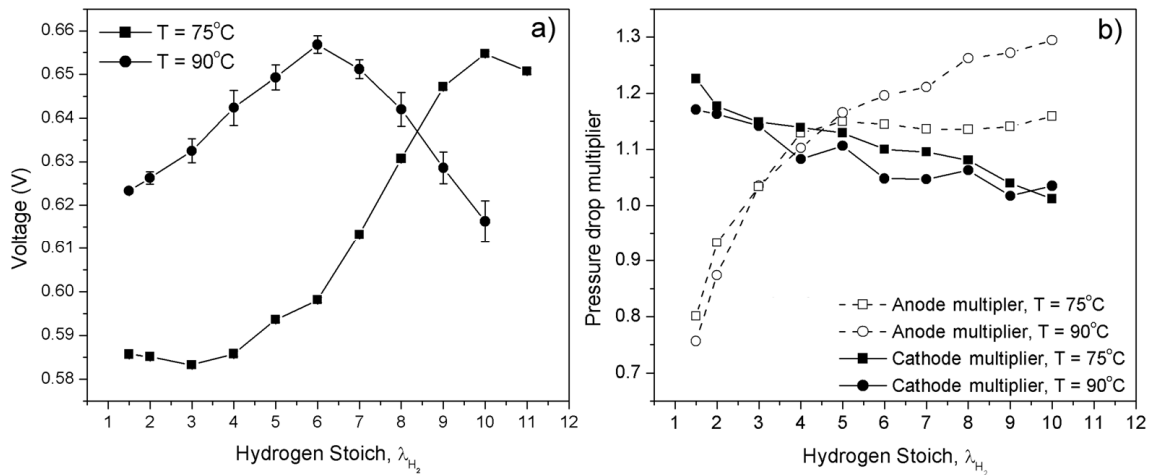 a)
T = 75°C
T = 90°C
0.66
0.65
0.64
0.63
0.62
0.61
0.60
0.59
0.58
Voltage (V)
1 2 3 4 5 6 7 8 9 10 11 12
Hydrogen Stoich, λH₂
b)
1.3
1.2
1.1
1.0
0.9
0.8
0.7
Pressure drop multiplier
Anode multipler, T = 75°C
Anode multiplier, T = 90°C
Cathode multiplier, T = 75°C
Cathode multiplier, T = 90°C
1 2 3 4 5 6 7 8 9 10 11 12
Hydrogen Stoich, λH₂